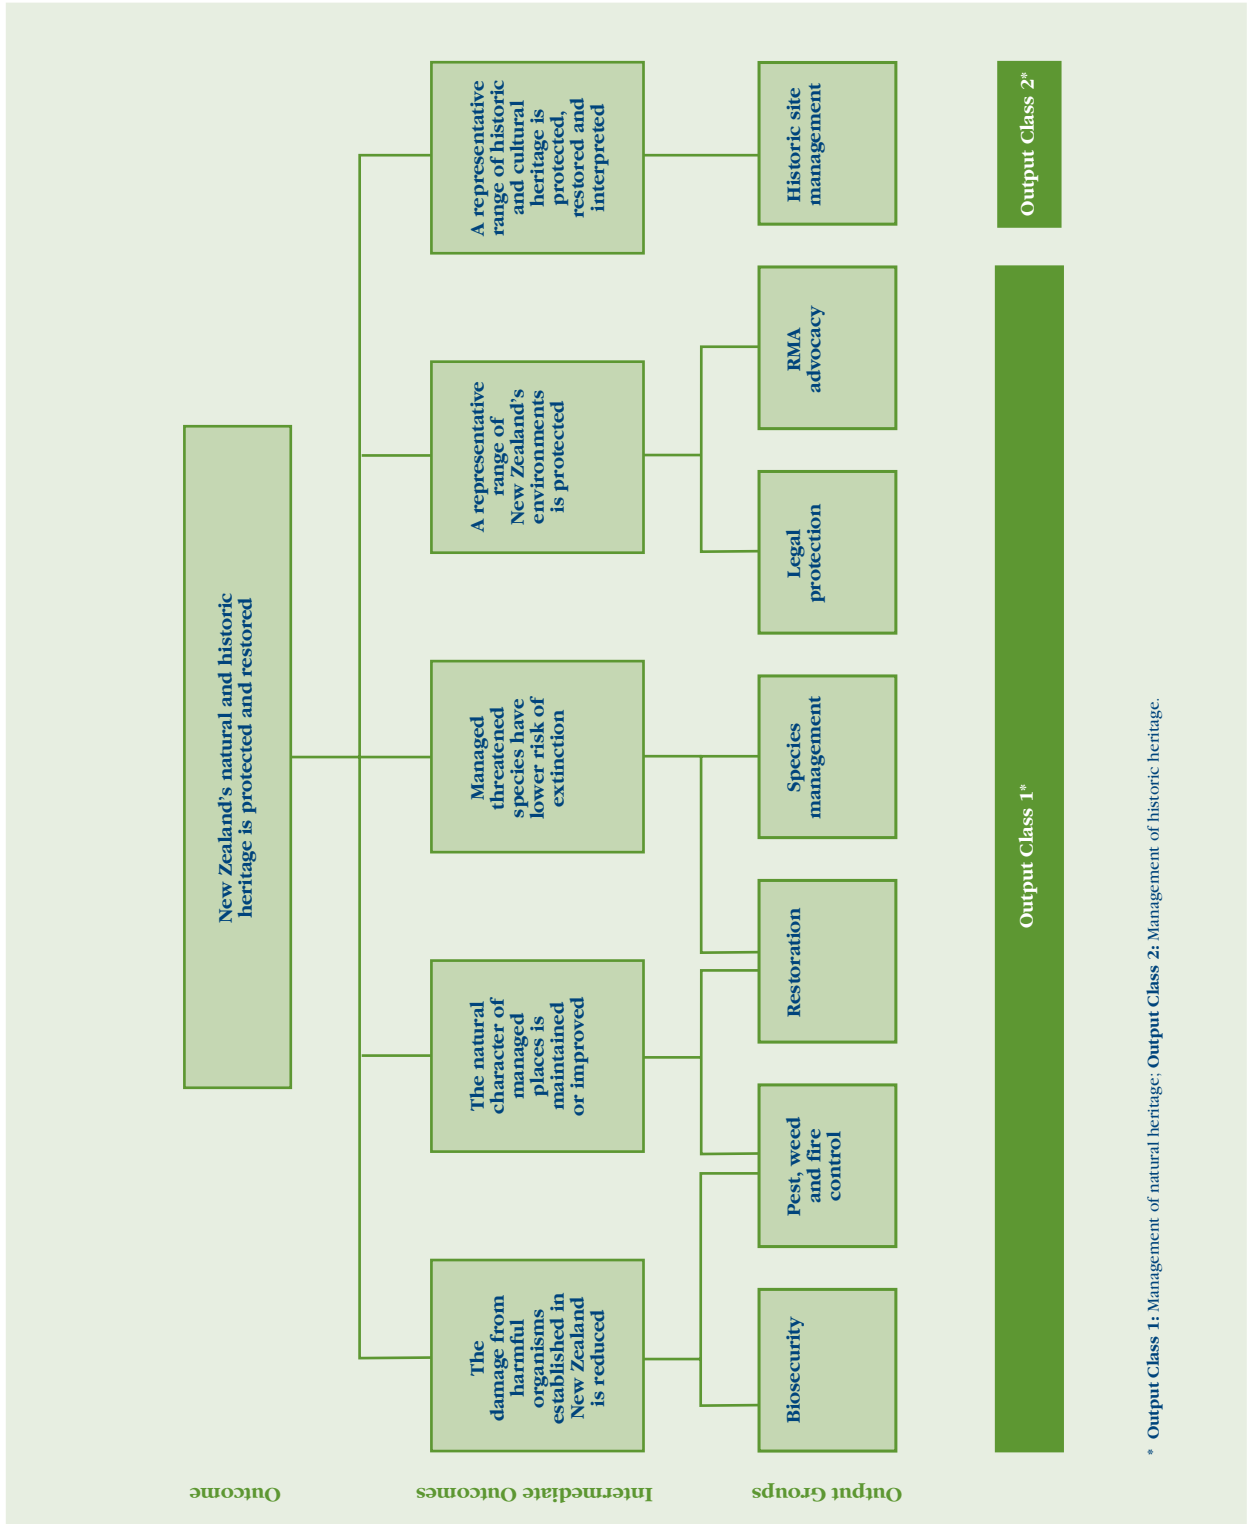 Outcome
New Zealand's natural and historic
heritage is protected and restored
Intermediate Outcomes
The
damage from
harmful
organisms
established in
New Zealand
is reduced
The natural
character of
managed
places is
maintained
or improved
Managed
threatened
species have
lower risk of
extinction
A representative
range of
New Zealand's
environments
is protected
A representative
range of historic
and cultural
heritage is
protected,
restored and
interpreted
Output Groups
Biosecurity
Pest, weed
and fire
control
Restoration
Species
management
Legal
protection
RMA
advocacy
Historic site
management
Output Class 1*
Output Class 2*
* Output Class 1: Management of natural heritage; Output Class 2: Management of historic heritage.